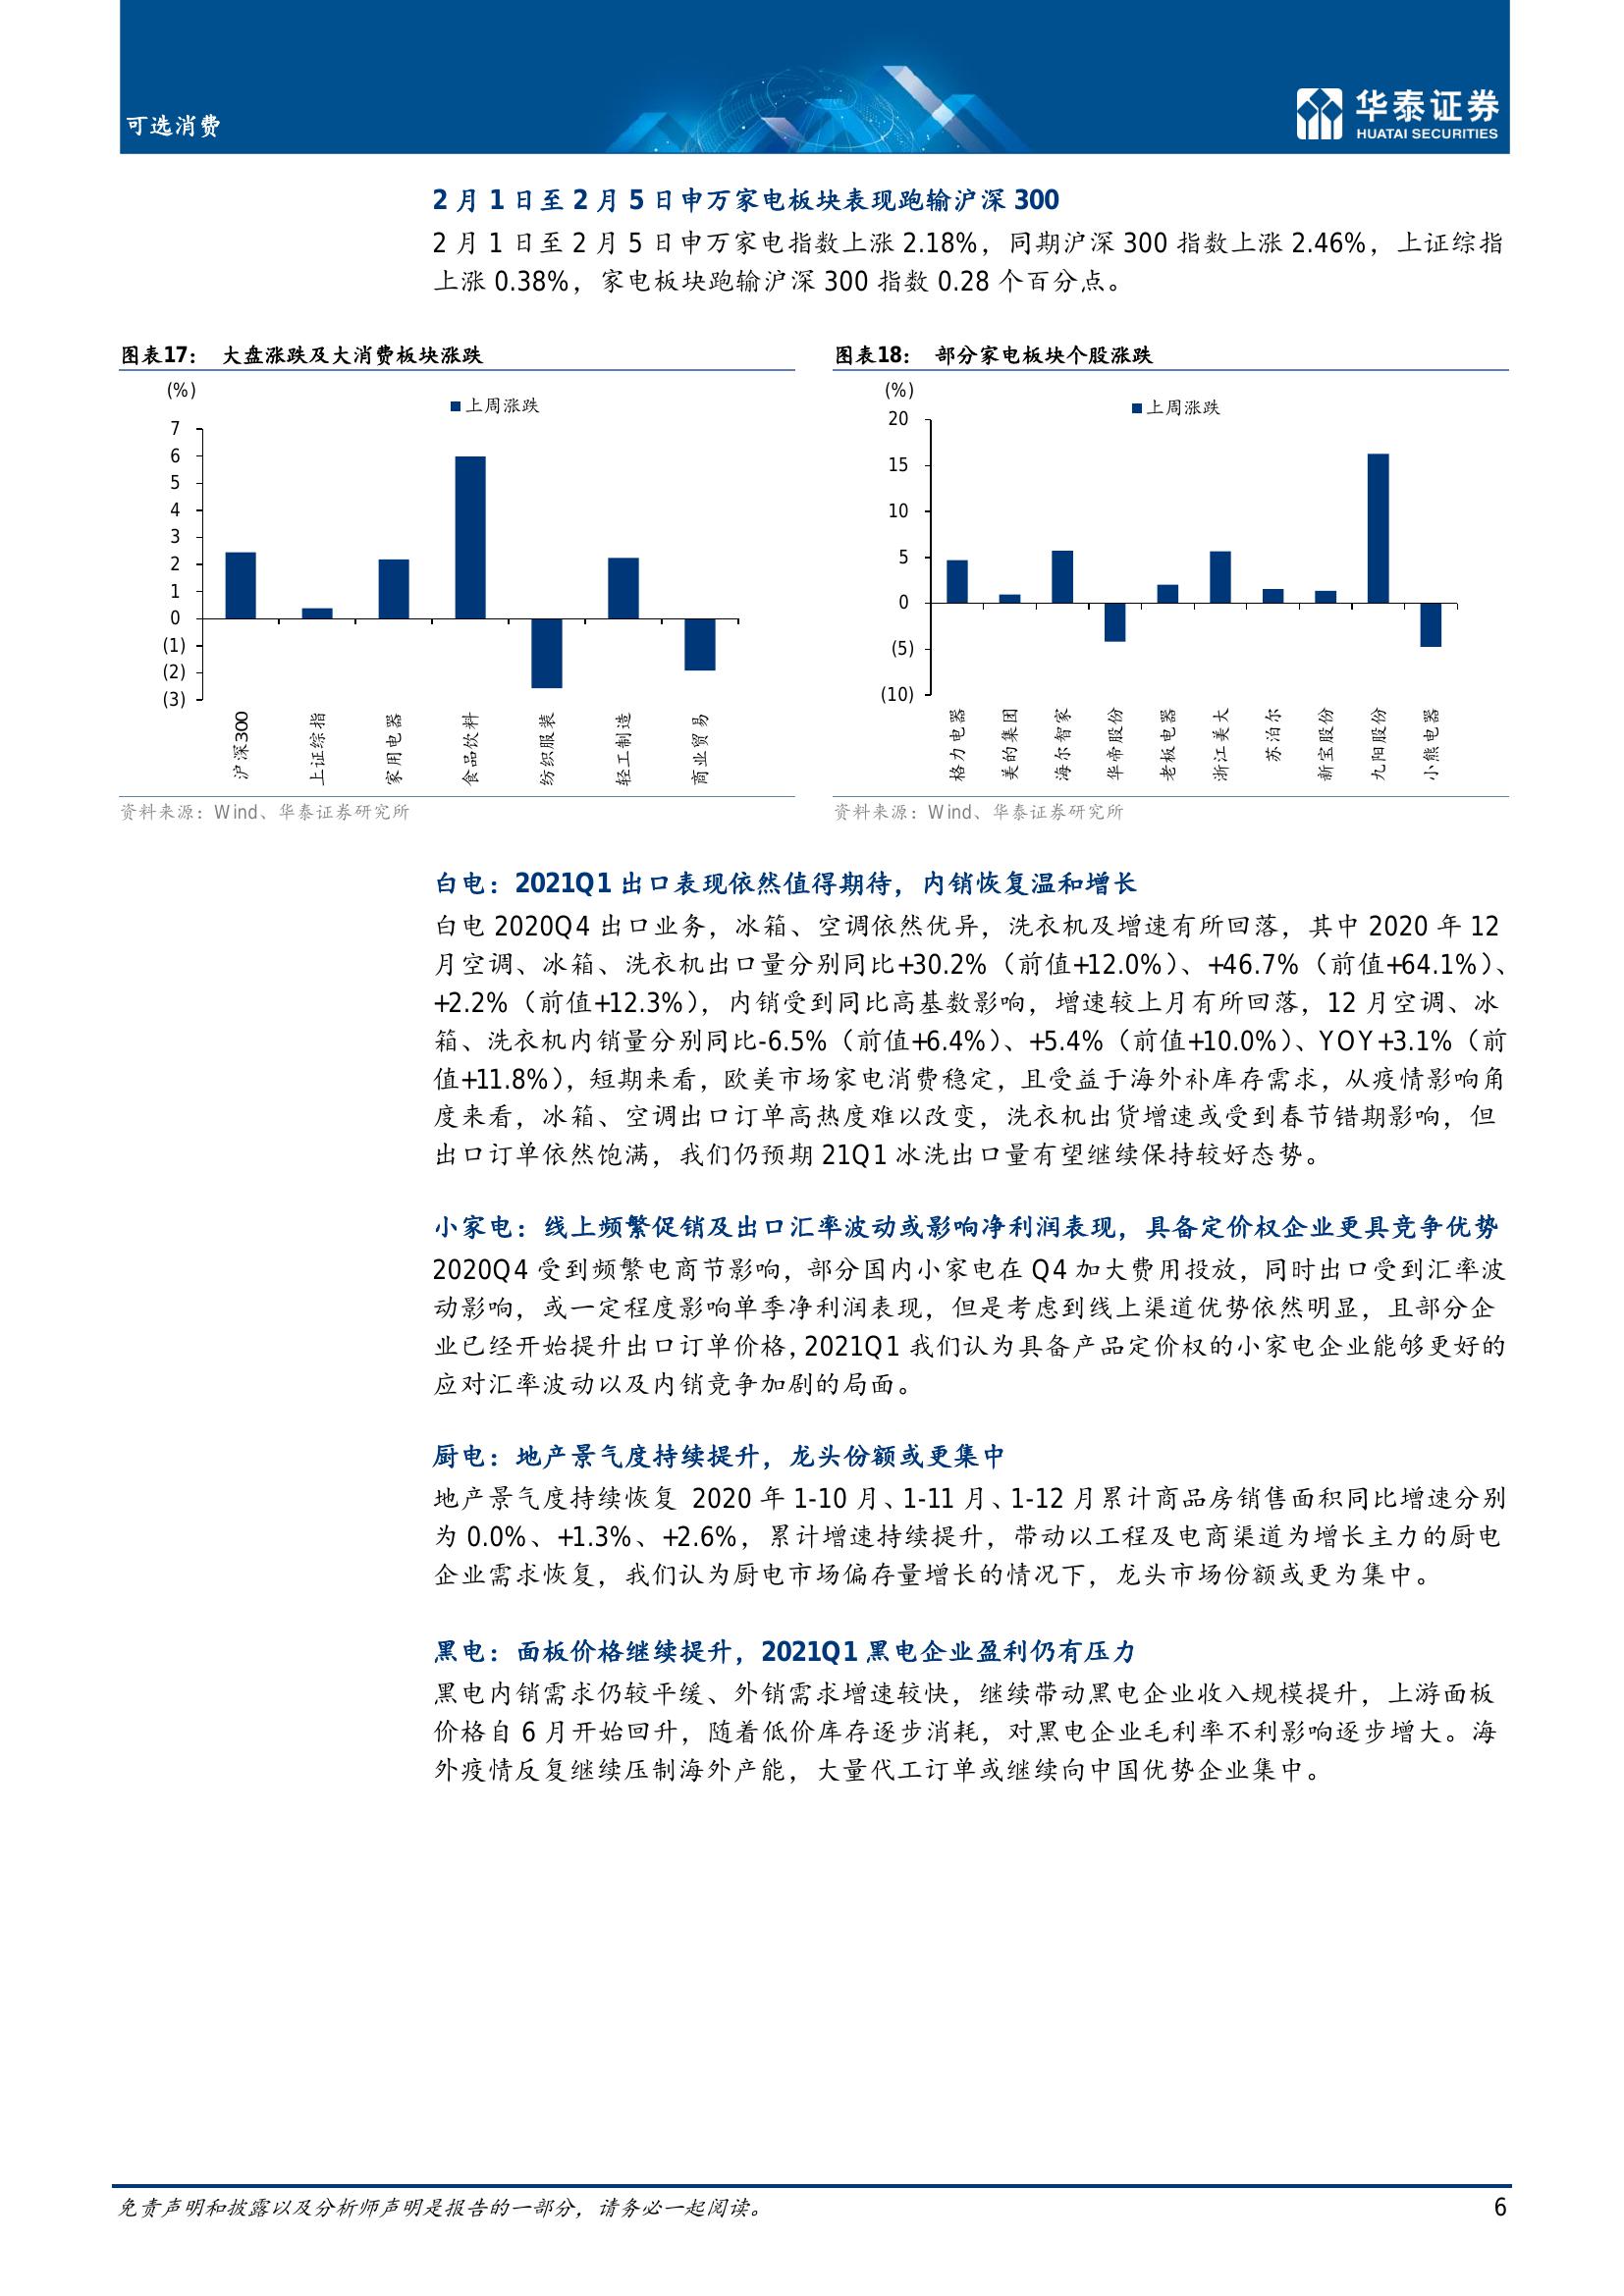 可选消费
华泰证券
HUATAI SECURITIES
2 月 1 日至 2 月 5 日申万家电板块表现跑输沪深 300
2 月 1 日至 2 月 5 日申万家电指数上涨 2.18%，同期沪深 300 指数上涨 2.46%，上证综指
上涨 0.38%，家电板块跑输沪深 300 指数 0.28 个百分点。
图表17： 大盘涨跌及大消费板块涨跌
(%)
上周涨跌
7
6
5
4
3
2
1
0
(1)
(2)
(3)
沪深300
上证综指
家用电器
食品饮料
纺织服装
轻工制造
商业贸易
资料来源：Wind、华泰证券研究所
图表18： 部分家电板块个股涨跌
(%)
上周涨跌
20
15
10
5
0
(5)
(10)
格力电器
美的集团
海尔智家
华帝股份
老板电器
浙江美大
苏泊尔
新宝股份
九阳股份
小熊电器
资料来源：Wind、华泰证券研究所
白电：2021Q1 出口表现依然值得期待，内销恢复温和增长
白电 2020Q4 出口业务，冰箱、空调依然优异，洗衣机及增速有所回落，其中 2020 年 12
月空调、冰箱、洗衣机出口量分别同比+30.2%（前值+12.0%）、+46.7%（前值+64.1%）、
+2.2%（前值+12.3%），内销受到同比高基数影响，增速较上月有所回落，12 月空调、冰
箱、洗衣机内销量分别同比-6.5%（前值+6.4%）、+5.4%（前值+10.0%）、YOY+3.1%（前
值+11.8%），短期来看，欧美市场家电消费稳定，且受益于海外补库存需求，从疫情影响角
度来看，冰箱、空调出口订单高热度难以改变，洗衣机出货增速或受到春节错期影响，但
出口订单依然饱满，我们仍预期 21Q1 冰洗出口量有望继续保持较好态势。
小家电：线上频繁促销及出口汇率波动或影响净利润表现，具备定价权企业更具竞争优势
2020Q4 受到频繁电商节影响，部分国内小家电在 Q4 加大费用投放，同时出口受到汇率波
动影响，或一定程度影响单季净利润表现，但是考虑到线上渠道优势依然明显，且部分企
业已经开始提升出口订单价格，2021Q1 我们认为具备产品定价权的小家电企业能够更好的
应对汇率波动以及内销竞争加剧的局面。
厨电：地产景气度持续提升，龙头份额或更集中
地产景气度持续恢复 2020 年 1-10 月、1-11 月、1-12 月累计商品房销售面积同比增速分别
为 0.0%、+1.3%、+2.6%，累计增速持续提升，带动以工程及电商渠道为增长主力的厨电
企业需求恢复，我们认为厨电市场偏存量增长的情况下，龙头市场份额或更为集中。
黑电：面板价格继续提升，2021Q1 黑电企业盈利仍有压力
黑电内销需求仍较平缓、外销需求增速较快，继续带动黑电企业收入规模提升，上游面板
价格自 6 月开始回升，随着低价库存逐步消耗，对黑电企业毛利率不利影响逐步增大。海
外疫情反复继续压制海外产能，大量代工订单或继续向中国优势企业集中。
免责声明和披露以及分析师声明是报告的一部分，请务必一起阅读。
6